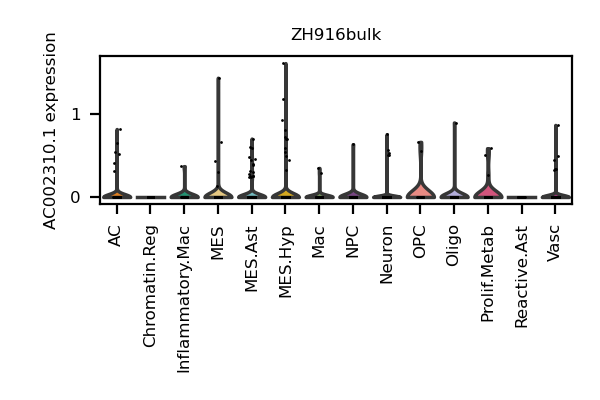 ZH916bulk
AC002310.1 expression
1
0
AC
Chromatin.Reg
Inflammatory.Mac
MES
MES.Ast
MES.Hyp
Mac
NPC
Neuron
OPC
Oligo
Prolif.Metab
Reactive.Ast
Vasc